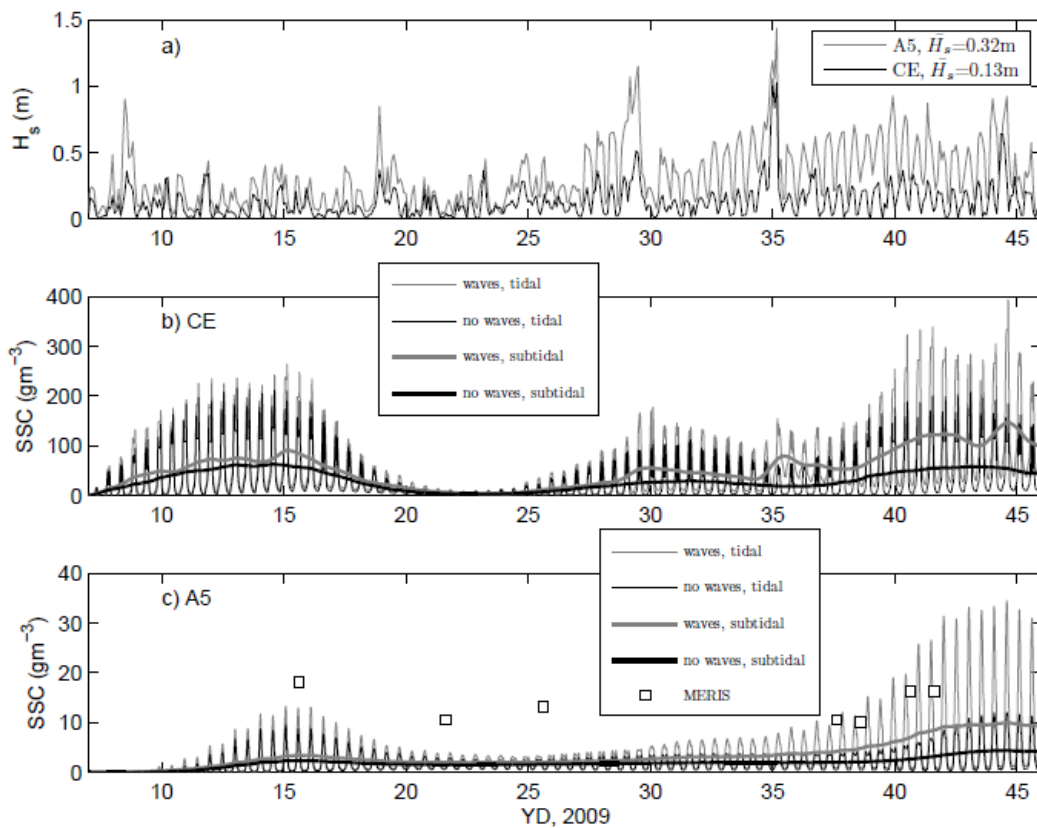 a)
A5, H̄ₛ=0.32m
CE, H̄ₛ=0.13m
Hₛ (m)
1.5
1
0.5
0
10 15 20 25 30 35 40 45
b) CE
waves, tidal
no waves, tidal
waves, subtidal
no waves, subtidal
SSC (gm⁻³)
400
300
200
100
0
10 15 20 25 30 35 40 45
c) A5
waves, tidal
no waves, tidal
waves, subtidal
no waves, subtidal
MERIS
SSC (gm⁻³)
40
30
20
10
0
10 15 20 25 30 35 40 45
YD, 2009